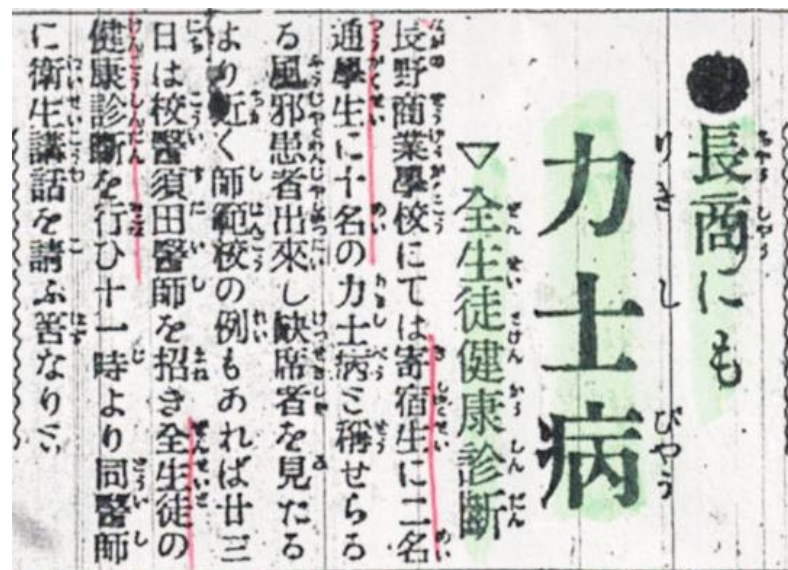 ●長商にも
力士病
▽全生徒健康診斷
長野商業學校にては寄宿生に二名
通學生に十名の力士病と稱せらる
る風邪患者出來し缺席者を見たる
より近く師範校の例もあれば廿三
日は校醫須田醫師を招き全生徒の
健康診斷を行ひ十一時より同醫師
に衛生講話を請ふ筈なりと